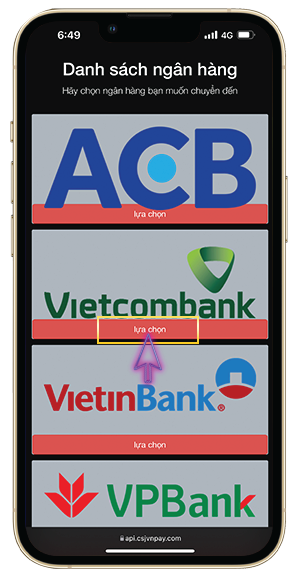 6:49
4G
Danh sách ngân hàng
Hãy chọn ngân hàng bạn muốn chuyển đến
ACB
lựa chọn
Vietcombank
lựa chọn
VietinBank®
lựa chọn
VPBank
api.csjvnpay.com